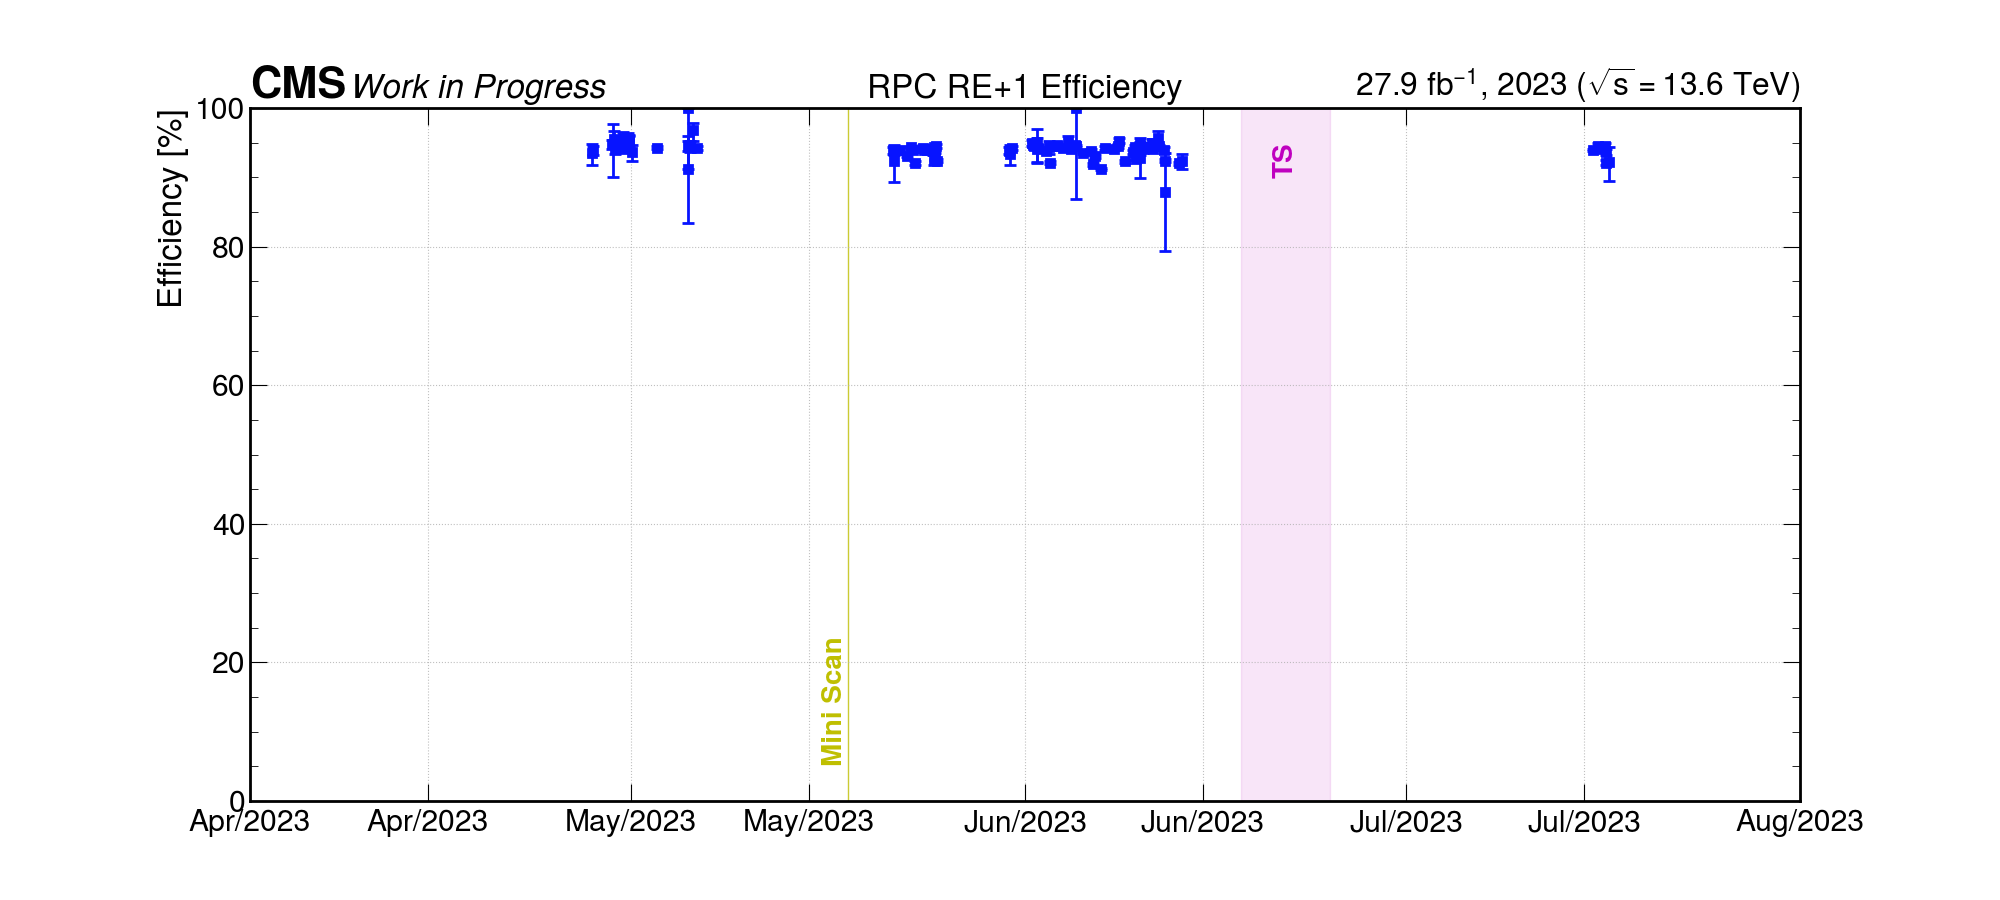 CMS Work in Progress RPC RE+1 Efficiency 27.9 fb⁻¹, 2023 (√s = 13.6 TeV)
Efficiency [%]
100
80
60
40
20
0
TS
Mini Scan
Apr/2023 Apr/2023 May/2023 May/2023 Jun/2023 Jun/2023 Jul/2023 Jul/2023 Aug/2023